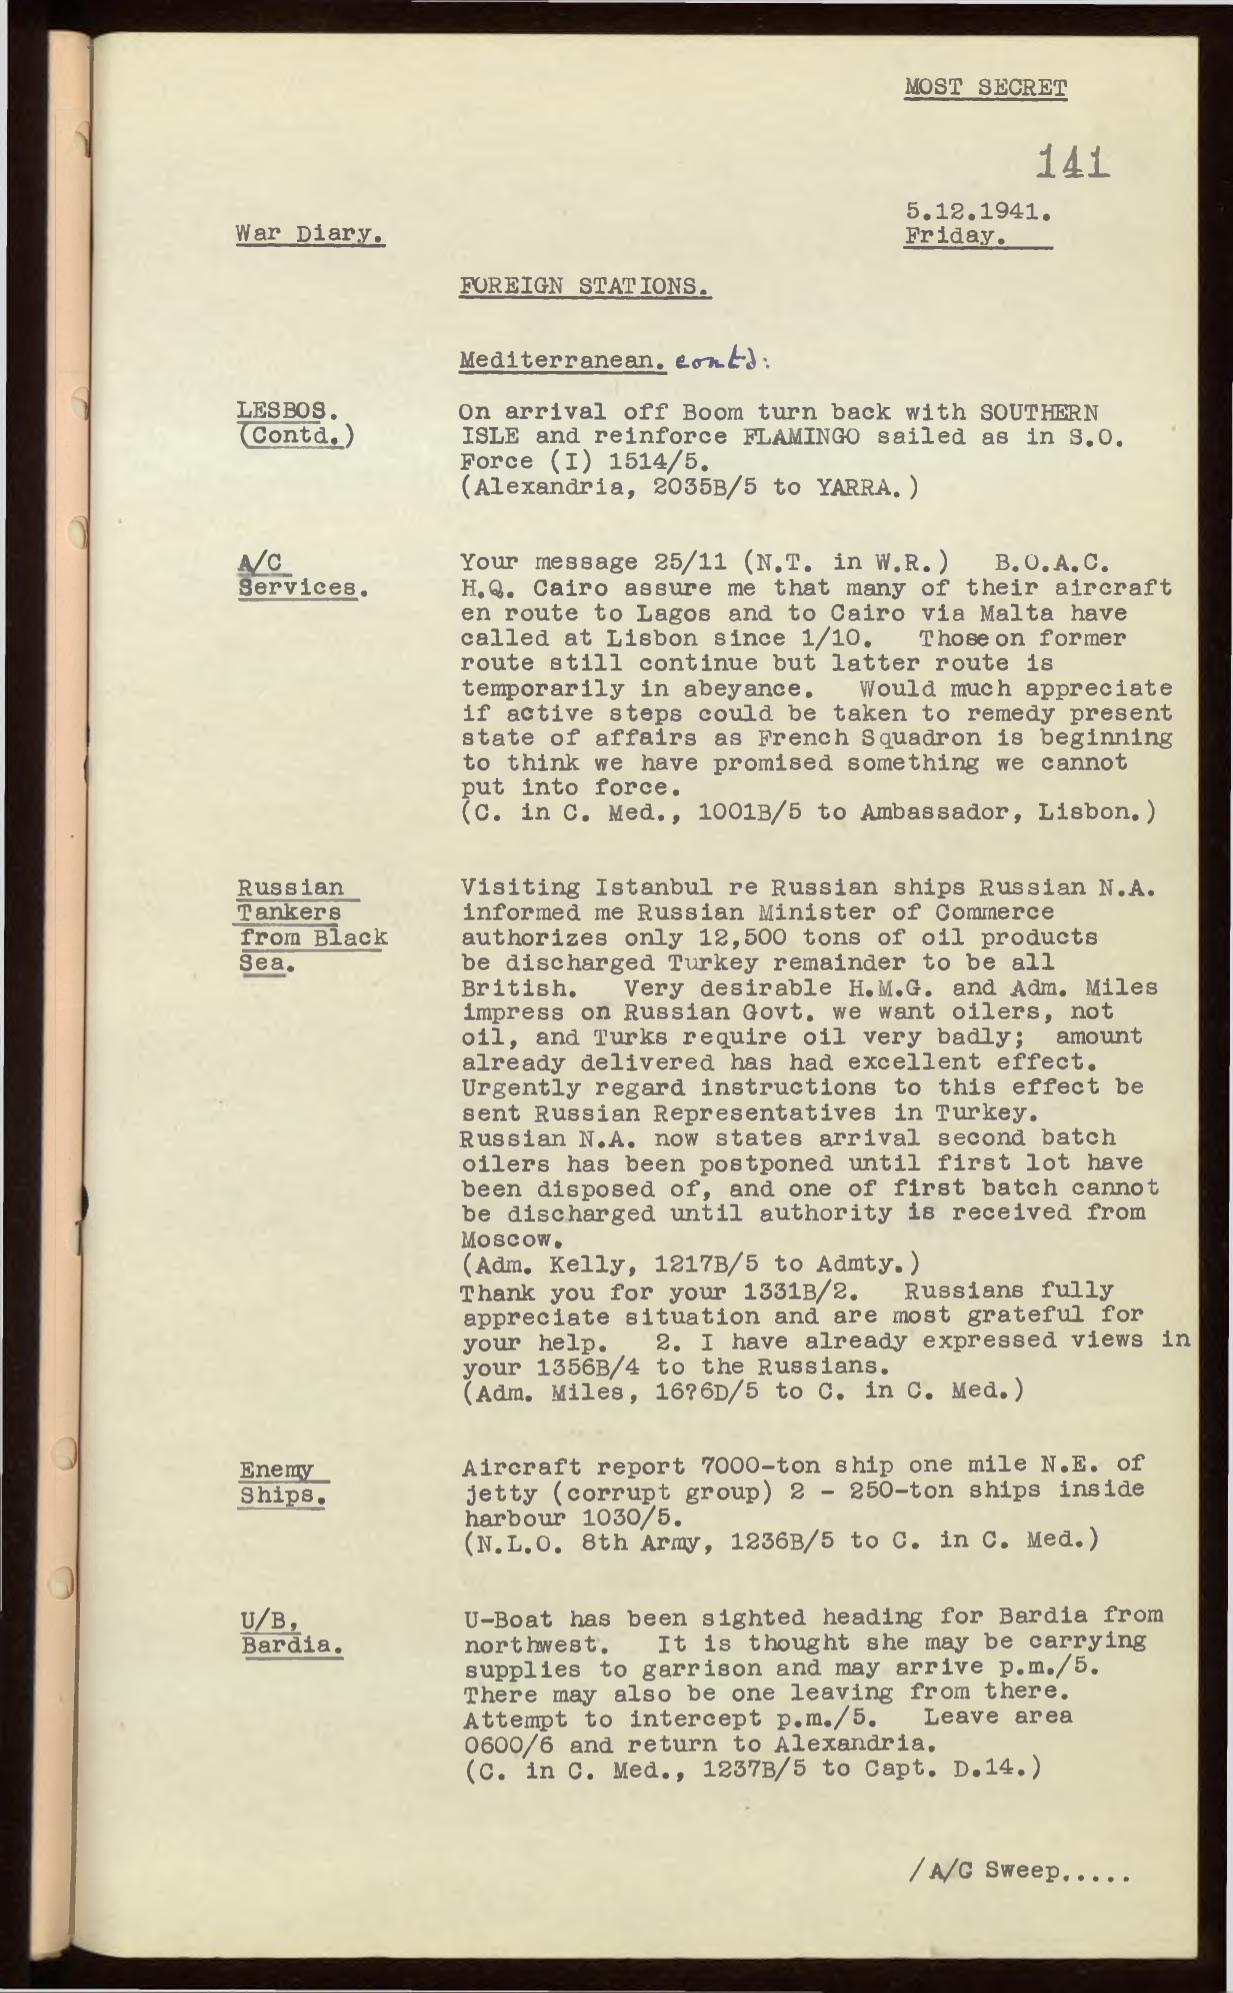 MOST SECRET
141
5.12.1941.
War Diary.
Friday.
FOREIGN STATIONS.
Mediterranean. contd:
LESBOS.
(Contd.)
On arrival off Boom turn back with SOUTHERN
ISLE and reinforce FLAMINGO sailed as in S.O.
Force (I) 1514/5.
(Alexandria, 2035B/5 to YARRA.)
A/C
Services.
Your message 25/11 (N.T. in W.R.) B.O.A.C.
H.Q. Cairo assure me that many of their aircraft
en route to Lagos and to Cairo via Malta have
called at Lisbon since 1/10. Those on former
route still continue but latter route is
temporarily in abeyance. Would much appreciate
if active steps could be taken to remedy present
state of affairs as French Squadron is beginning
to think we have promised something we cannot
put into force.
(C. in C. Med., 1001B/5 to Ambassador, Lisbon.)
Russian
Tankers
from Black
Sea.
Visiting Istanbul re Russian ships Russian N.A.
informed me Russian Minister of Commerce
authorizes only 12,500 tons of oil products
be discharged Turkey remainder to be all
British. Very desirable H.M.G. and Adm. Miles
impress on Russian Govt. we want oilers, not
oil, and Turks require oil very badly; amount
already delivered has had excellent effect.
Urgently regard instructions to this effect be
sent Russian Representatives in Turkey.
Russian N.A. now states arrival second batch
oilers has been postponed until first lot have
been disposed of, and one of first batch cannot
be discharged until authority is received from
Moscow.
(Adm. Kelly, 1217B/5 to Admty.)
Thank you for your 1331B/2. Russians fully
appreciate situation and are most grateful for
your help. 2. I have already expressed views in
your 1356B/4 to the Russians.
(Adm. Miles, 16?6D/5 to C. in C. Med.)
Enemy
Ships.
Aircraft report 7000-ton ship one mile N.E. of
jetty (corrupt group) 2 - 250-ton ships inside
harbour 1030/5.
(N.L.O. 8th Army, 1236B/5 to C. in C. Med.)
U/B,
Bardia.
U-Boat has been sighted heading for Bardia from
northwest. It is thought she may be carrying
supplies to garrison and may arrive p.m./5.
There may also be one leaving from there.
Attempt to intercept p.m./5. Leave area
0600/6 and return to Alexandria.
(C. in C. Med., 1237B/5 to Capt. D.14.)
/A/C Sweep.....